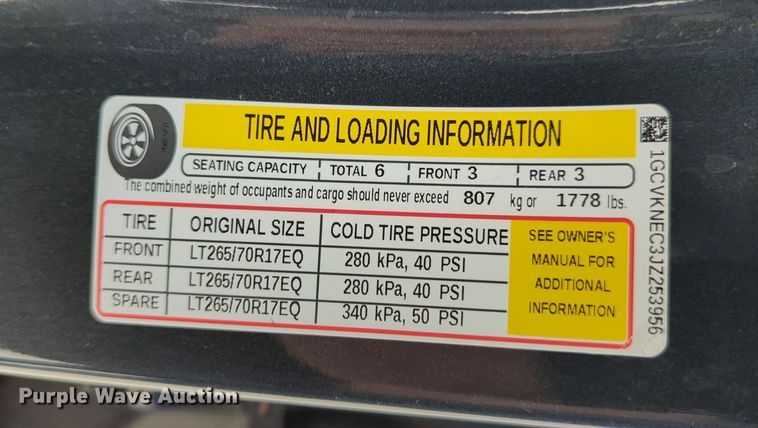 TIRE AND LOADING INFORMATION
SEATING CAPACITY TOTAL 6 FRONT 3 REAR 3
The combined weight of occupants and cargo should never exceed 807 kg or 1778 lbs.
TIRE ORIGINAL SIZE COLD TIRE PRESSURE
FRONT LT265/70R17EQ 280 kPa, 40 PSI
REAR LT265/70R17EQ 280 kPa, 40 PSI
SPARE LT265/70R17EQ 340 kPa, 50 PSI
SEE OWNER'S
MANUAL FOR
ADDITIONAL
INFORMATION
1GCVKNEC3JZ253956
Purple Wave Auction